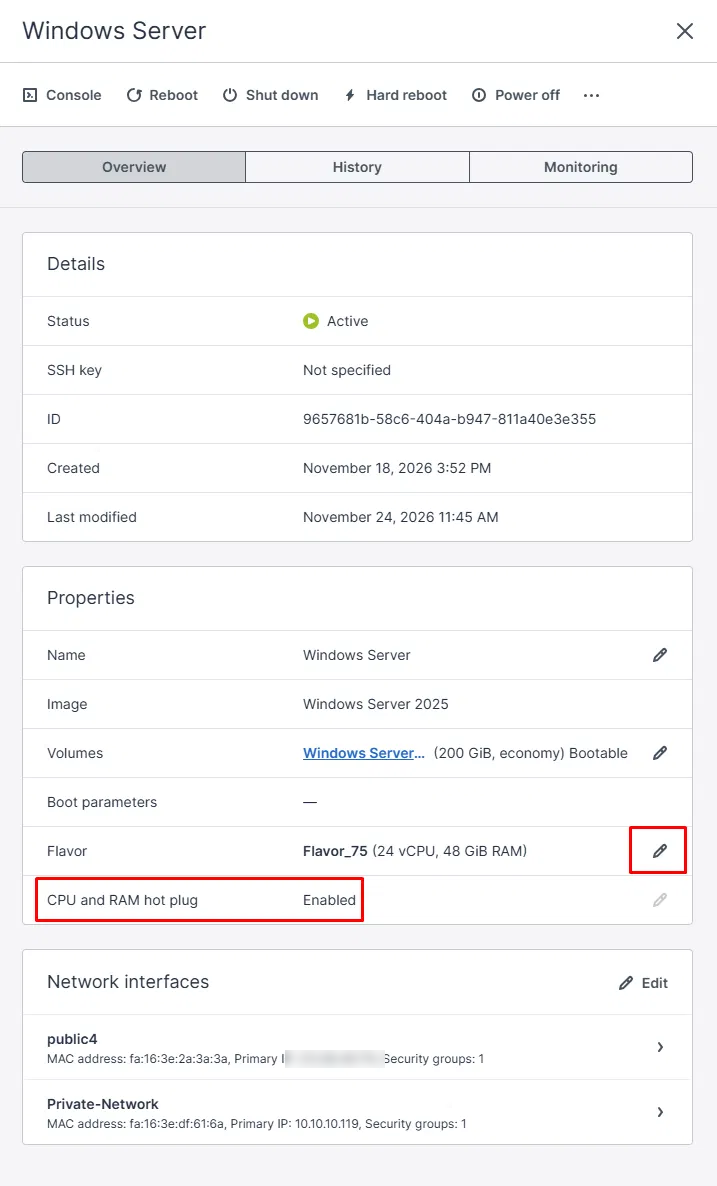 Windows Server
Console Reboot Shut down Hard reboot Power off
Overview History Monitoring
Details
Status Active
SSH key Not specified
ID 9657681b-58c6-404a-b947-811a40e3e355
Created November 18, 2026 3:52 PM
Last modified November 24, 2026 11:45 AM
Properties
Name Windows Server
Image Windows Server 2025
Volumes Windows Server... (200 GiB, economy) Bootable
Boot parameters —
Flavor Flavor_75 (24 vCPU, 48 GiB RAM)
CPU and RAM hot plug Enabled
Network interfaces Edit
public4
MAC address: fa:16:3e:2a:3a:3a, Primary Security groups: 1
Private-Network
MAC address: fa:16:3e:df:61:6a, Primary IP: 10.10.10.119, Security groups: 1